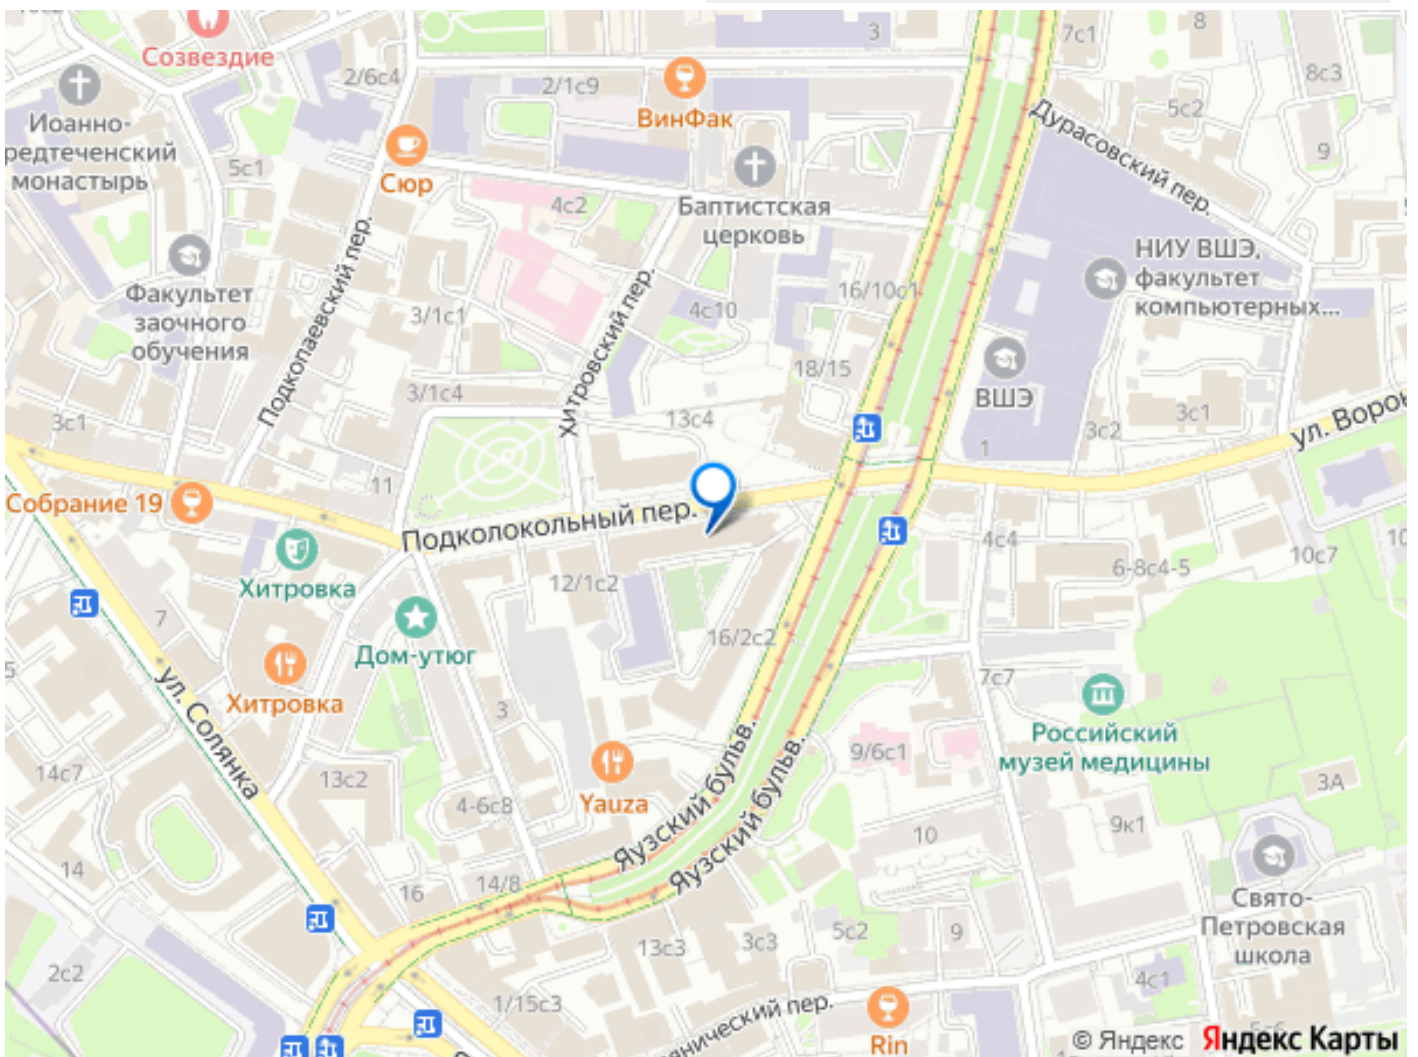 Созвездие
3
7с1
8
2/6с4
2/1с9
8с3
5с2
ВинФак
Дурасовский пер.
Иоанно-
редтеченский
монастырь
5с1
9
Сюр
4с2
Баптистская
церковь
НИУ ВШЭ,
факультет
компьютерных...
Факультет
заочного
обучения
Подкопаевский пер.
Хитровский пер.
16/10с1
3/1с1
4с10
18/15
ВШЭ
3/1с4
13с4
3с1
3с1
3с2
1
ул. Ворон
11
Собрание 19
Подколокольный пер.
4с4
10с7
10
6-8с4-5
Хитровка
12/1с2
7
16/2с2
Дом-утюг
5
7с7
ул. Солянка
Хитровка
3
Российский
музей медицины
9/6с1
14с7
13с2
4-6с8
Yauza
Яузский бульв.
Яузский бульв.
3А
10
9к1
14
16
14/8
Свято-
Петровская
школа
13с3
3с3
5с2
9
2с2
4с1
1/15с3
нический пер.
Rin
© Яндекс Яндекс Карты